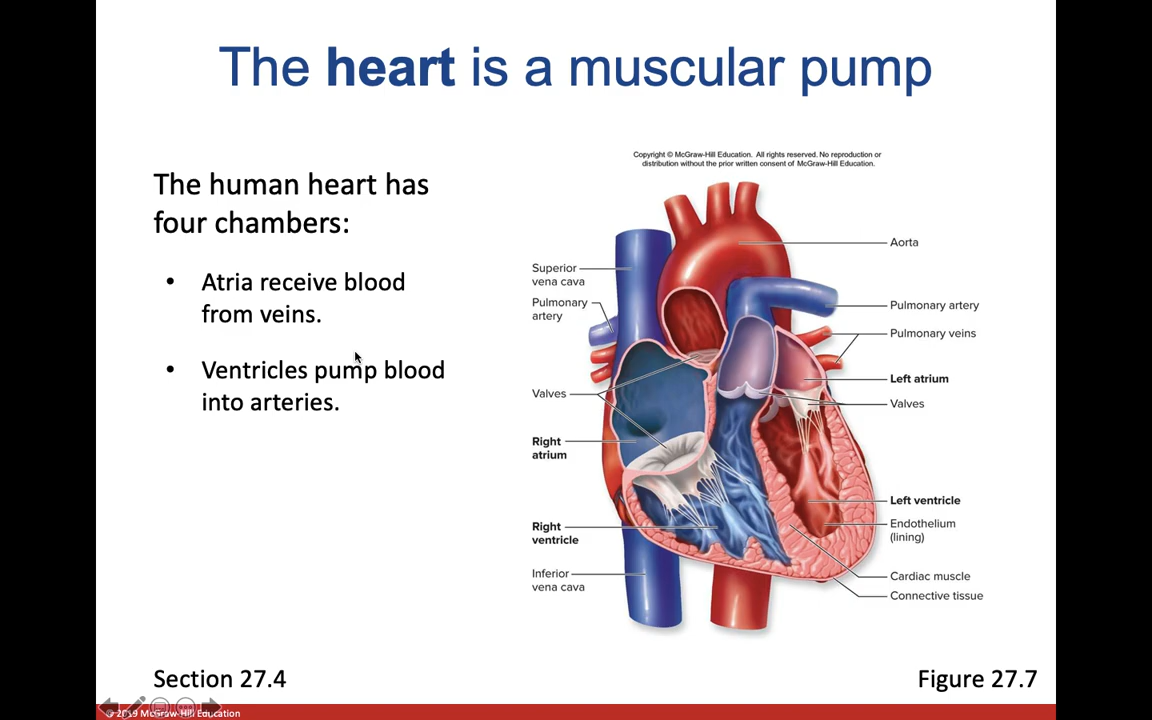 The heart is a muscular pump
The human heart has
four chambers:
• Atria receive blood
from veins.
• Ventricles pump blood
into arteries.
Copyright © McGraw-Hill Education. All rights reserved. No reproduction or
distribution without the prior written consent of McGraw-Hill Education.
Superior
vena cava
Pulmonary
artery
Valves
Right
atrium
Right
ventricle
Inferior
vena cava
Aorta
Pulmonary artery
Pulmonary veins
Left atrium
Valves
Left ventricle
Endothelium
(lining)
Cardiac muscle
Connective tissue
Section 27.4
Figure 27.7
© 2019 McGraw-Hill Education